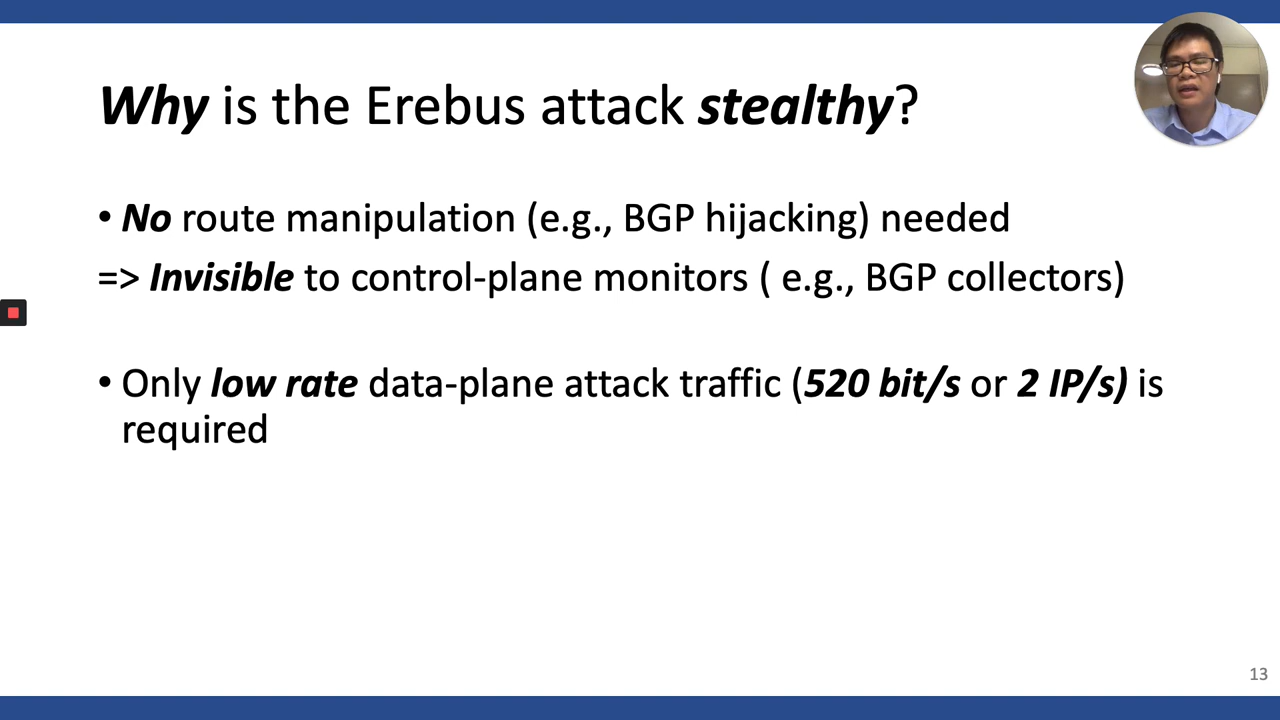 Why is the Erebus attack stealthy?
• No route manipulation (e.g., BGP hijacking) needed
=> Invisible to control-plane monitors ( e.g., BGP collectors)
• Only low rate data-plane attack traffic (520 bit/s or 2 IP/s) is
required
13